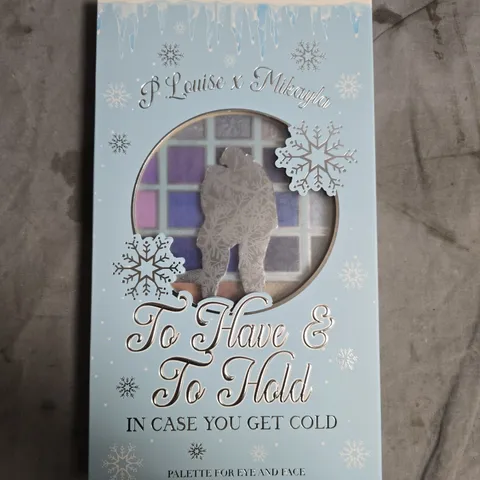 P Louise x Mikayla
To Have &
To Hold
IN CASE YOU GET COLD
PALETTE FOR EYE AND FACE